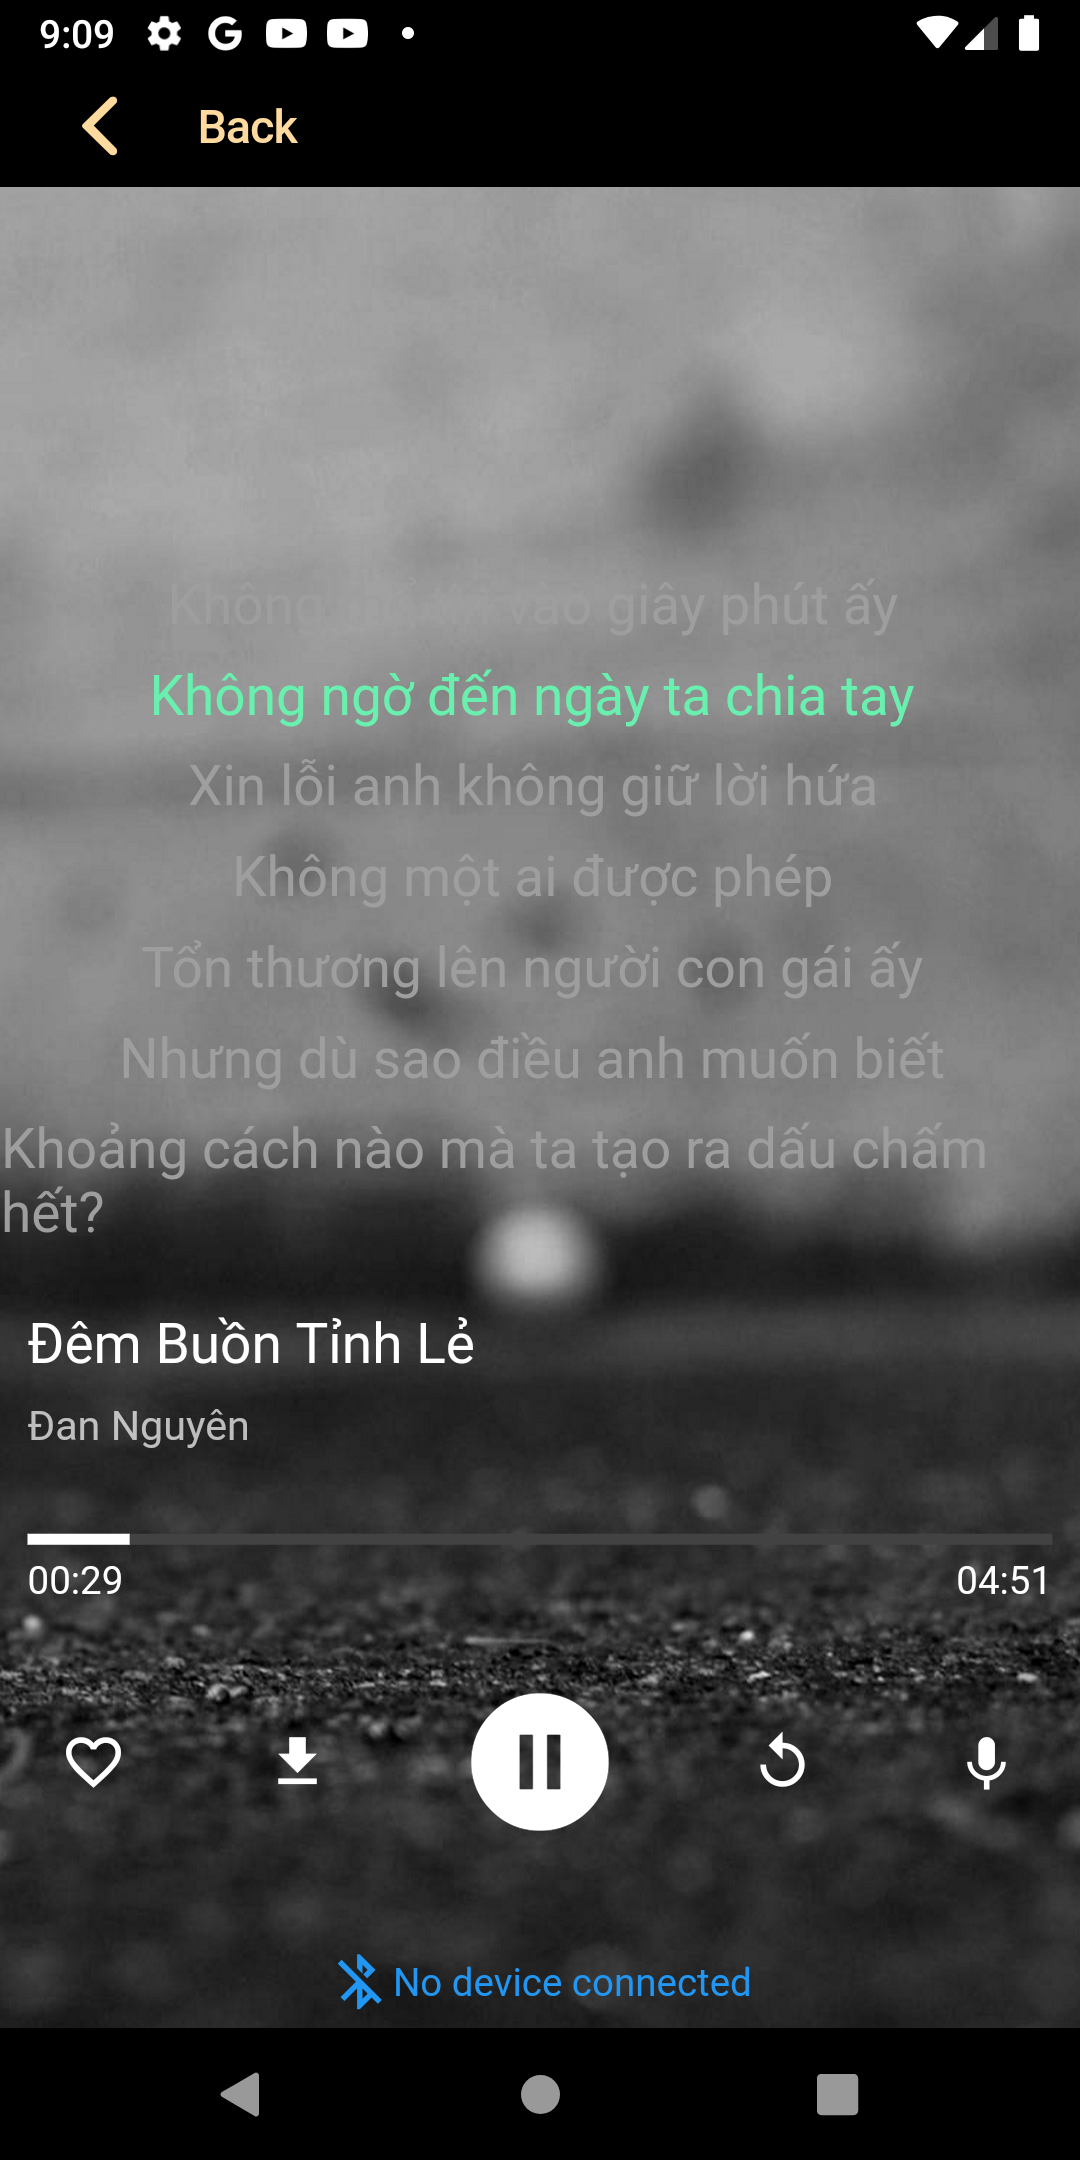 9:09
Back
Không vào giây phút ấy
Không ngờ đến ngày ta chia tay
Xin lỗi anh không giữ lời hứa
Không một ai được phép
Tổn thương lên người con gái ấy
Nhưng dù sao điều anh muốn biết
Khoảng cách nào mà ta tạo ra dấu chấm
hết?
Đêm Buồn Tỉnh Lẻ
Đan Nguyên
00:29
04:51
No device connected